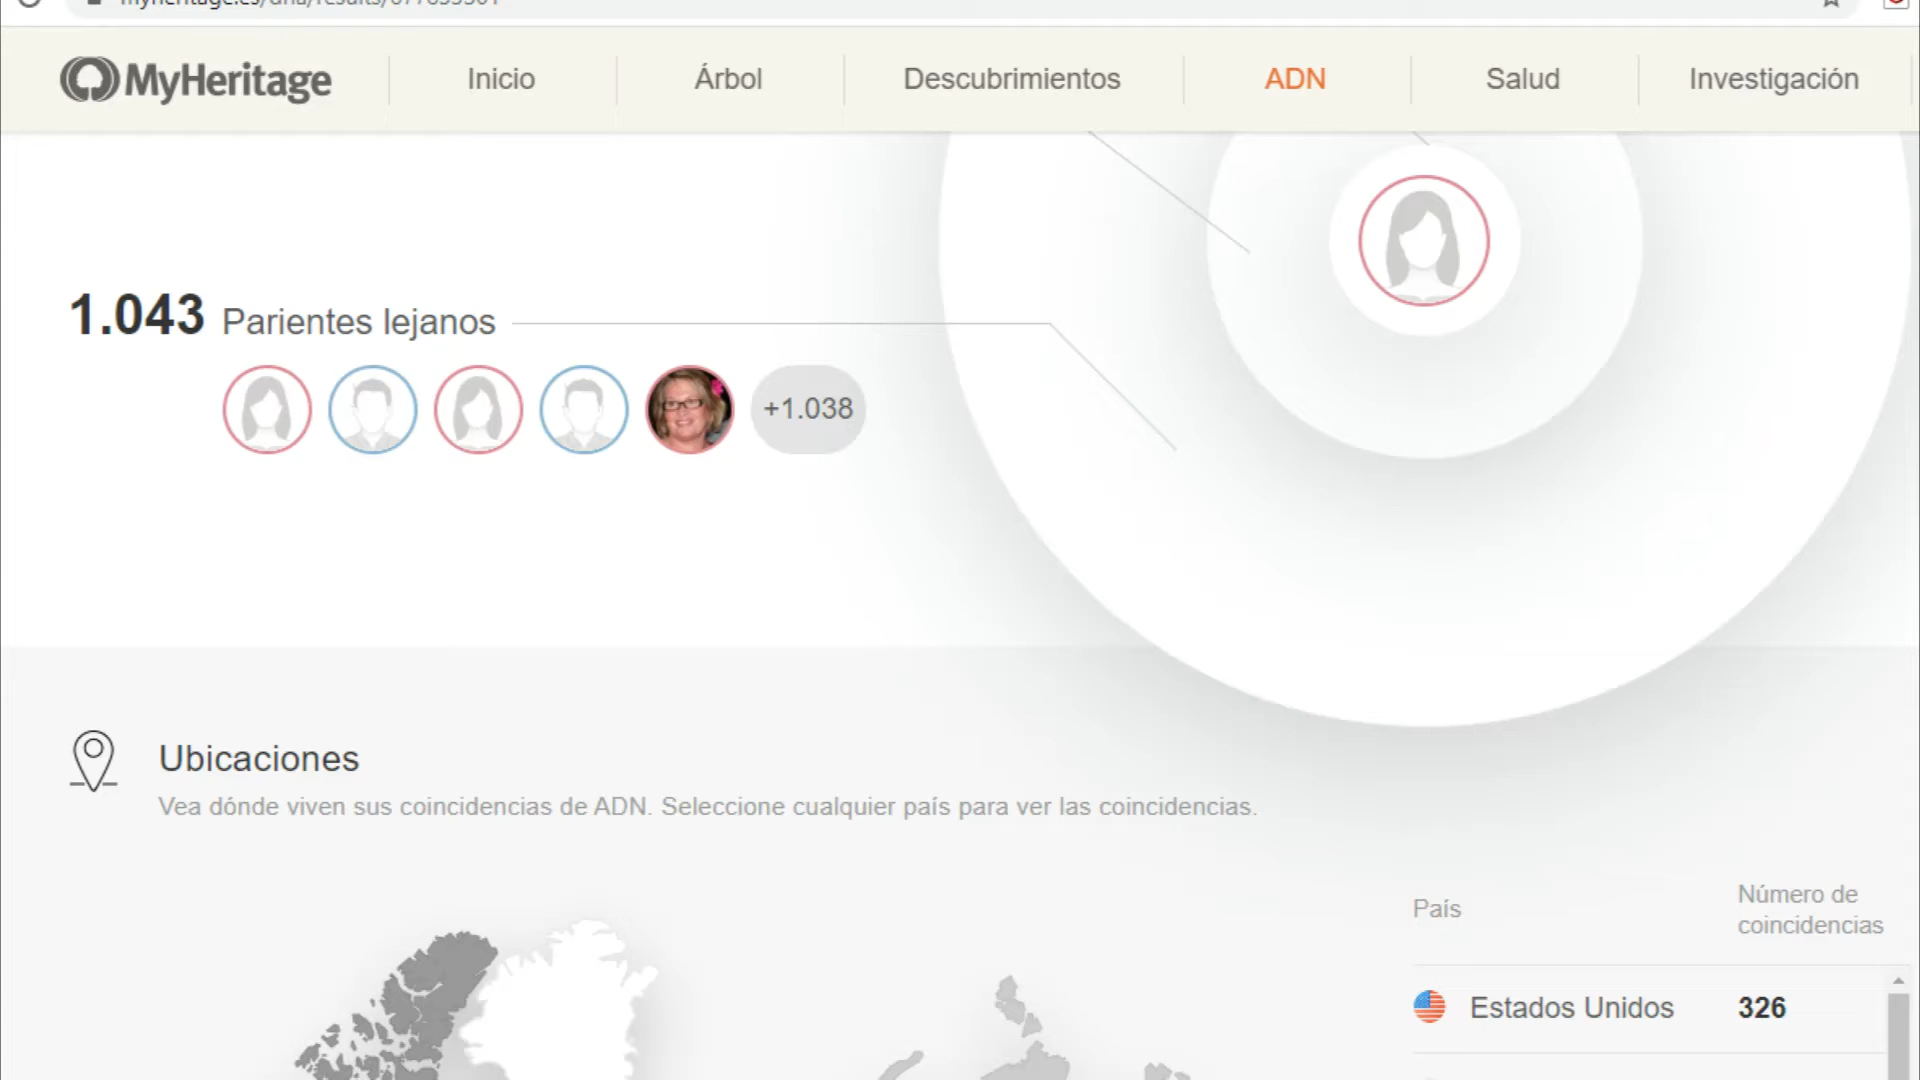 MyHeritage
Inicio
Árbol
Descubrimientos
ADN
Salud
Investigación
1.043 Parientes lejanos
+1.038
Ubicaciones
Vea dónde viven sus coincidencias de ADN. Seleccione cualquier país para ver las coincidencias.
País
Número de
coincidencias
Estados Unidos 326